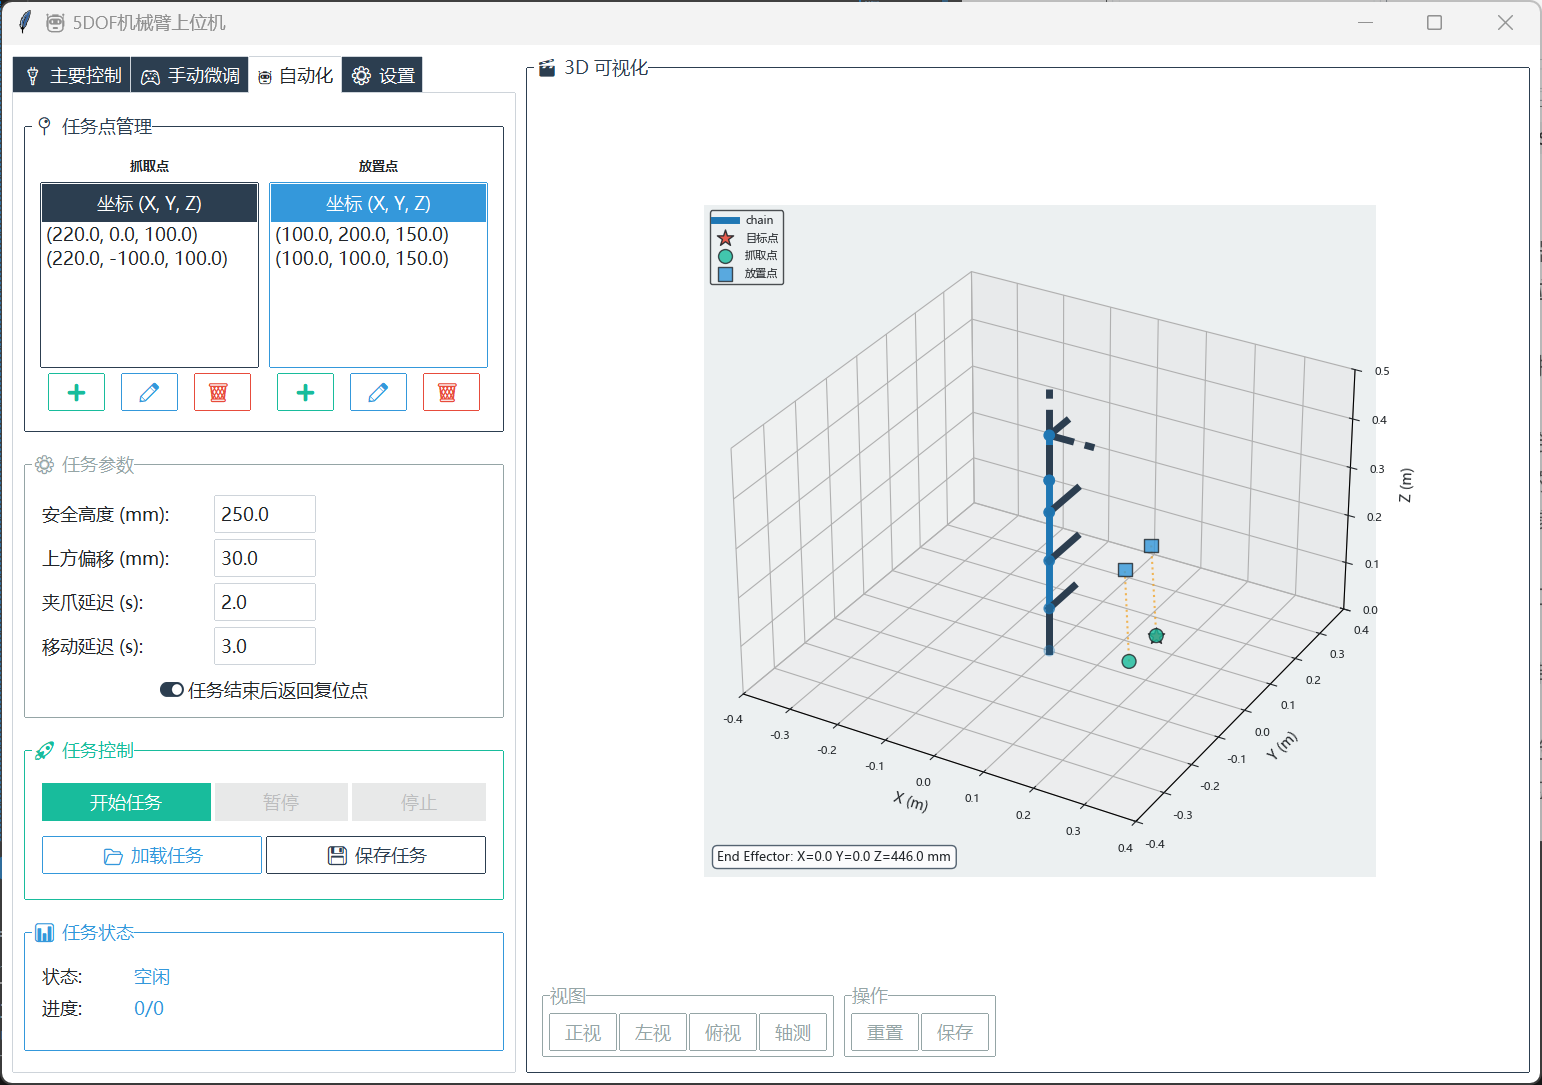 5DOF机械臂上位机
主要控制
手动微调
自动化
设置
任务点管理
抓取点
放置点
坐标 (X, Y, Z)
坐标 (X, Y, Z)
(220.0, 0.0, 100.0)
(100.0, 200.0, 150.0)
(220.0, -100.0, 100.0)
(100.0, 100.0, 150.0)
任务参数
安全高度 (mm): 250.0
上方偏移 (mm): 30.0
夹爪延迟 (s): 2.0
移动延迟 (s): 3.0
任务结束后返回复位点
任务控制
开始任务
暂停
停止
加载任务
保存任务
任务状态
状态: 空闲
进度: 0/0
3D 可视化
chain
目标点
抓取点
放置点
0.5
0.4
0.3
0.2
0.1
0.0
Z (m)
0.4
0.3
0.2
0.1
0.0
-0.1
-0.2
-0.3
-0.4
Y (m)
-0.4
-0.3
-0.2
-0.1
0.0
0.1
0.2
0.3
0.4
X (m)
End Effector: X=0.0 Y=0.0 Z=446.0 mm
视图
正视
左视
俯视
轴测
操作
重置
保存